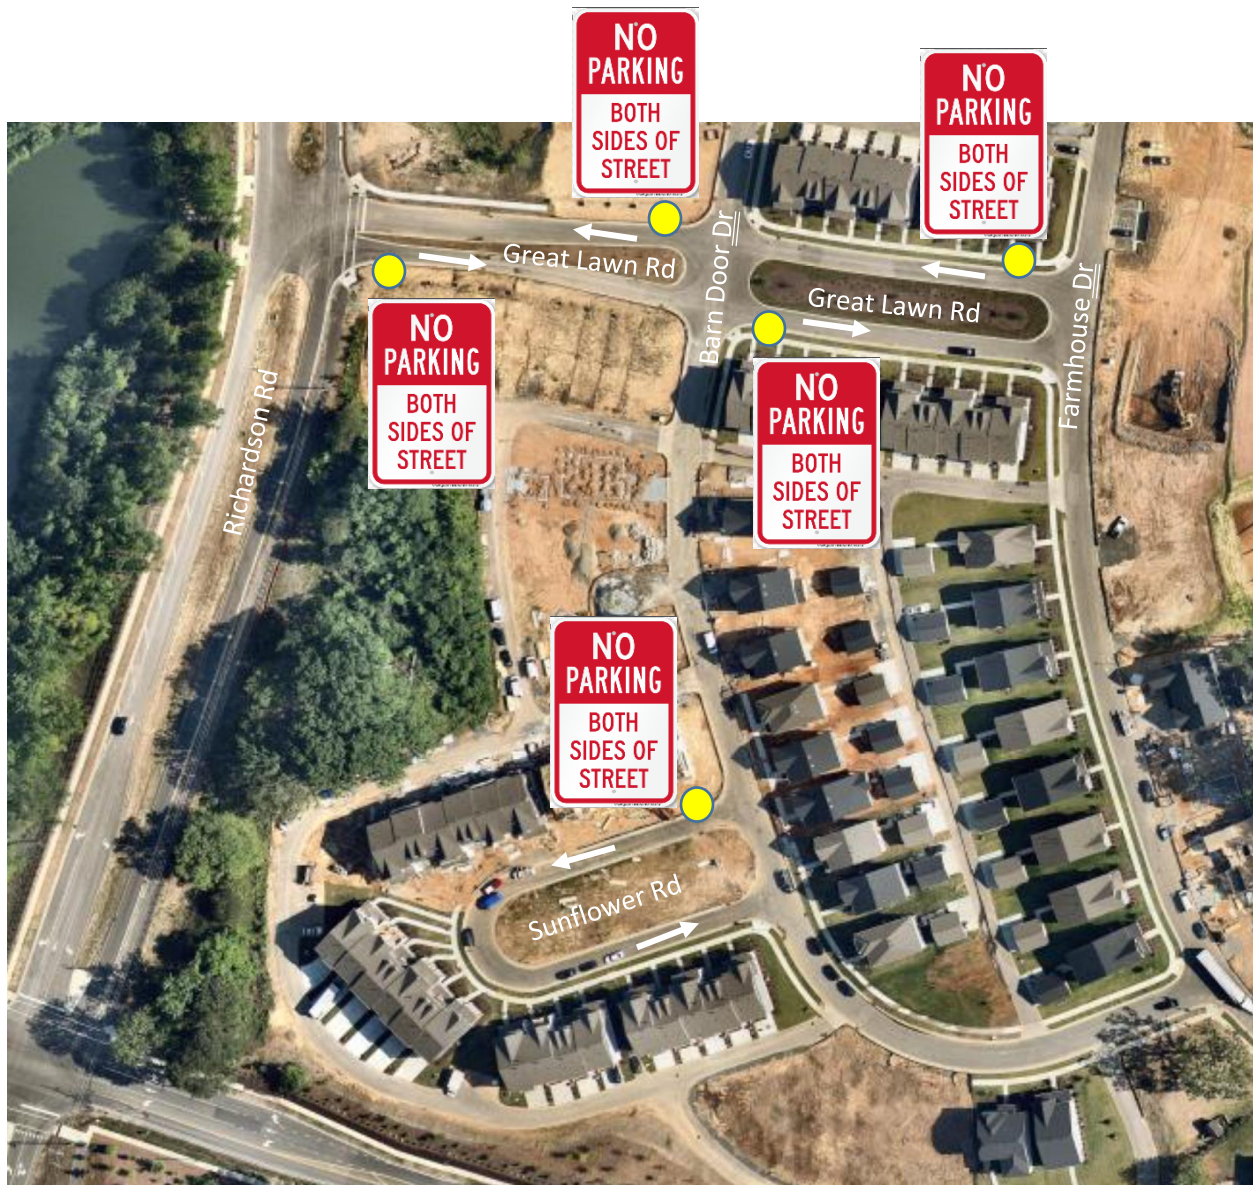 NO
PARKING
BOTH
SIDES OF
STREET
NO
PARKING
BOTH
SIDES OF
STREET
Great Lawn Rd
Barn Door Dr
Great Lawn Rd
Farmhouse Dr
NO
PARKING
BOTH
SIDES OF
STREET
NO
PARKING
BOTH
SIDES OF
STREET
Richardson Rd
NO
PARKING
BOTH
SIDES OF
STREET
Sunflower Rd